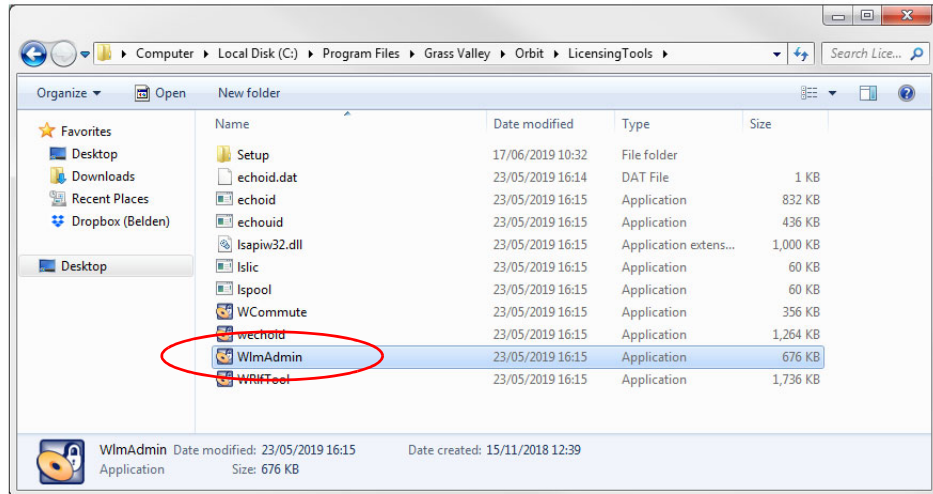 Computer Local Disk (C:) Program Files Grass Valley Orbit LicensingTools Search Lice...
Organize Open New folder
Favorites
Desktop
Downloads
Recent Places
Dropbox (Belden)
Desktop
Name Date modified Type Size
Setup 17/06/2019 10:32 File folder
echoid.dat 23/05/2019 16:14 DAT File 1 KB
echoid 23/05/2019 16:15 Application 832 KB
echouid 23/05/2019 16:15 Application 436 KB
lsapiw32.dll 23/05/2019 16:15 Application extens... 1,000 KB
lslic 23/05/2019 16:15 Application 60 KB
lspool 23/05/2019 16:15 Application 60 KB
WCommute 23/05/2019 16:15 Application 356 KB
wechoid 23/05/2019 16:15 Application 1,264 KB
WlmAdmin 23/05/2019 16:15 Application 676 KB
WRlfTool 23/05/2019 16:15 Application 1,736 KB
WlmAdmin Date modified: 23/05/2019 16:15 Date created: 15/11/2018 12:39
Application Size: 676 KB